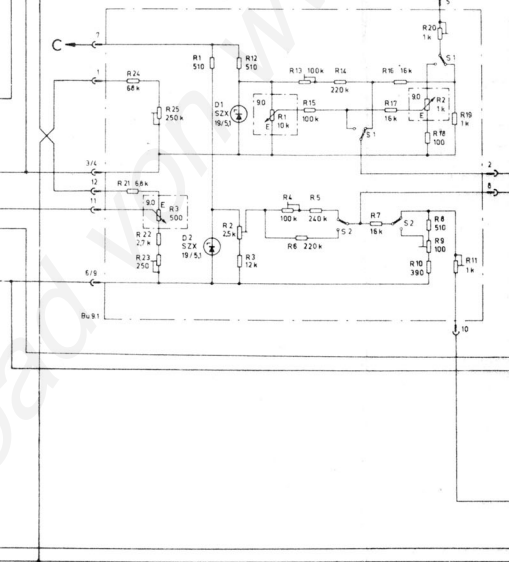 5
R20
1k
C
7
S1
R1
510
R12
510
R13 100k R14
220k
R16 16k
1
R24
68k
R25
250k
D1
SZX
19/5,1
9.0
R1
10k
E
R15
100k
R17
16k
9.0
R2
1k
E
R19
1k
S1
R18
100
3/4
2
12
R21 6,8k
8
11
9.0
E
R3
500
R4
100k
R5
240k
R22
2,7k
D2
SZX
19/5,1
R2
2,5k
S2
R7
16k
S2
R8
510
R6 220k
R9
100
R23
250
R3
12k
R10
390
R11
1k
6/9
Bu9.1
10